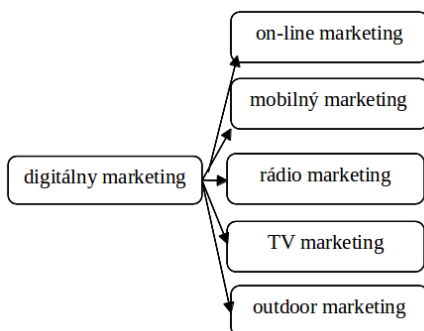 on-line marketing
mobilný marketing
digitálny marketing
rádio marketing
TV marketing
outdoor marketing